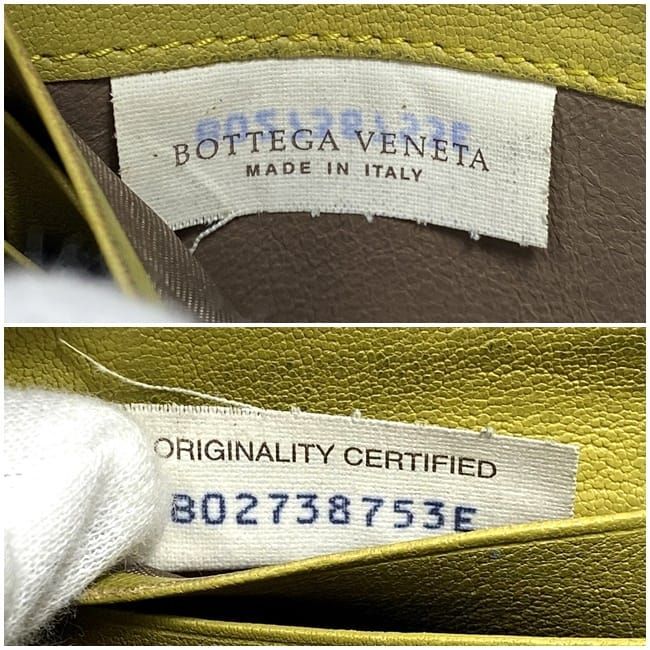 BOTTEGA VENETA
MADE IN ITALY
ORIGINALITY CERTIFIED
B02738753E